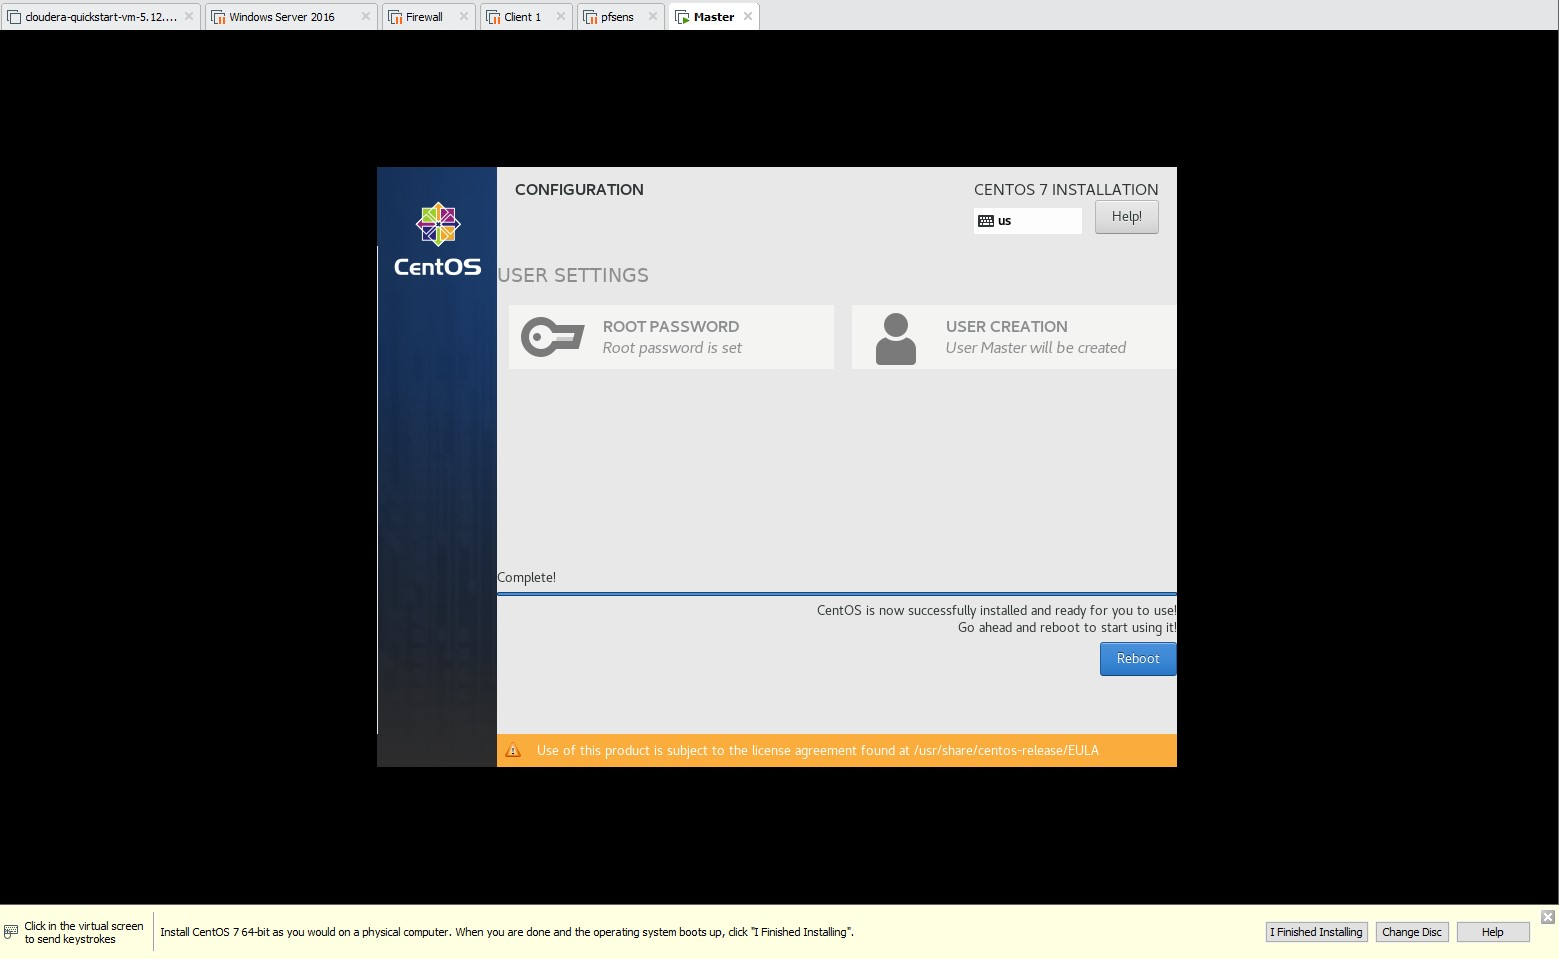 cloudera-quickstart-vm-5.12....
Windows Server 2016
Firewall
Client 1
pfsens
Master
CentOS
CONFIGURATION
CENTOS 7 INSTALLATION
us
Help!
USER SETTINGS
ROOT PASSWORD
Root password is set
USER CREATION
User Master will be created
Complete!
CentOS is now successfully installed and ready for you to use!
Go ahead and reboot to start using it!
Reboot
Use of this product is subject to the license agreement found at /usr/share/centos-release/EULA
Click in the virtual screen
to send keystrokes
Install CentOS 7 64-bit as you would on a physical computer. When you are done and the operating system boots up, click "I Finished Installing".
I Finished Installing
Change Disc
Help